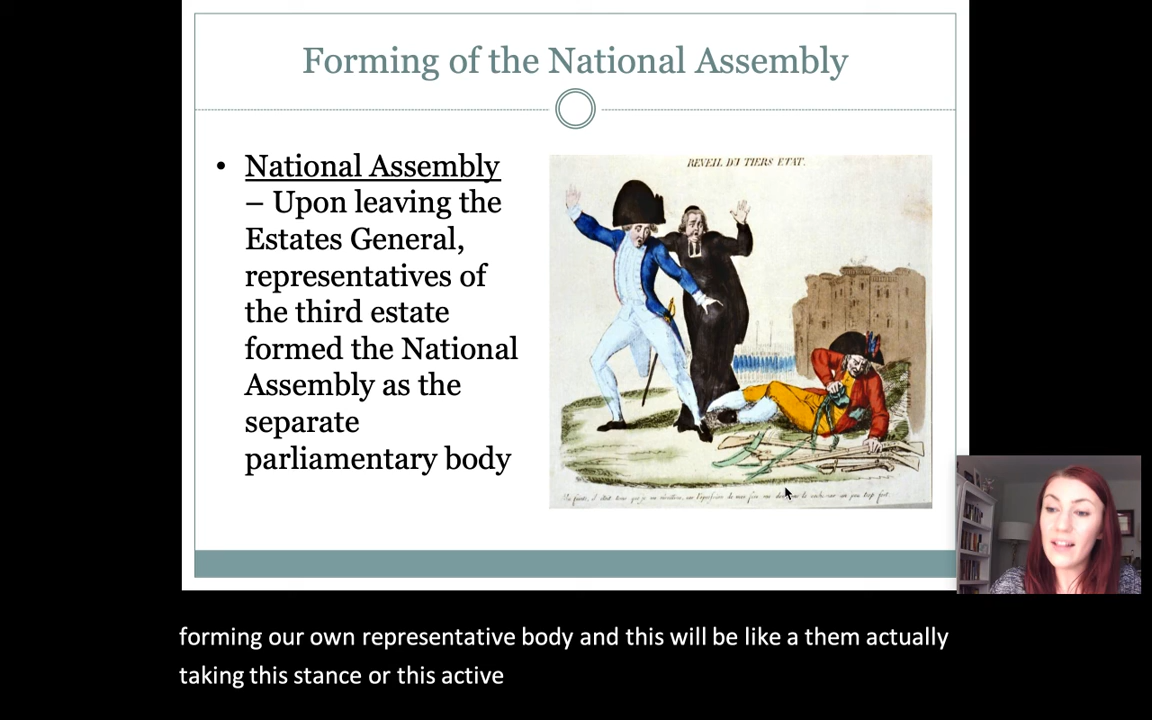 Forming of the National Assembly
• National Assembly
– Upon leaving the
Estates General,
representatives of
the third estate
formed the National
Assembly as the
separate
parliamentary body
REVEIL DU TIERS ETAT.
forming our own representative body and this will be like a them actually
taking this stance or this active